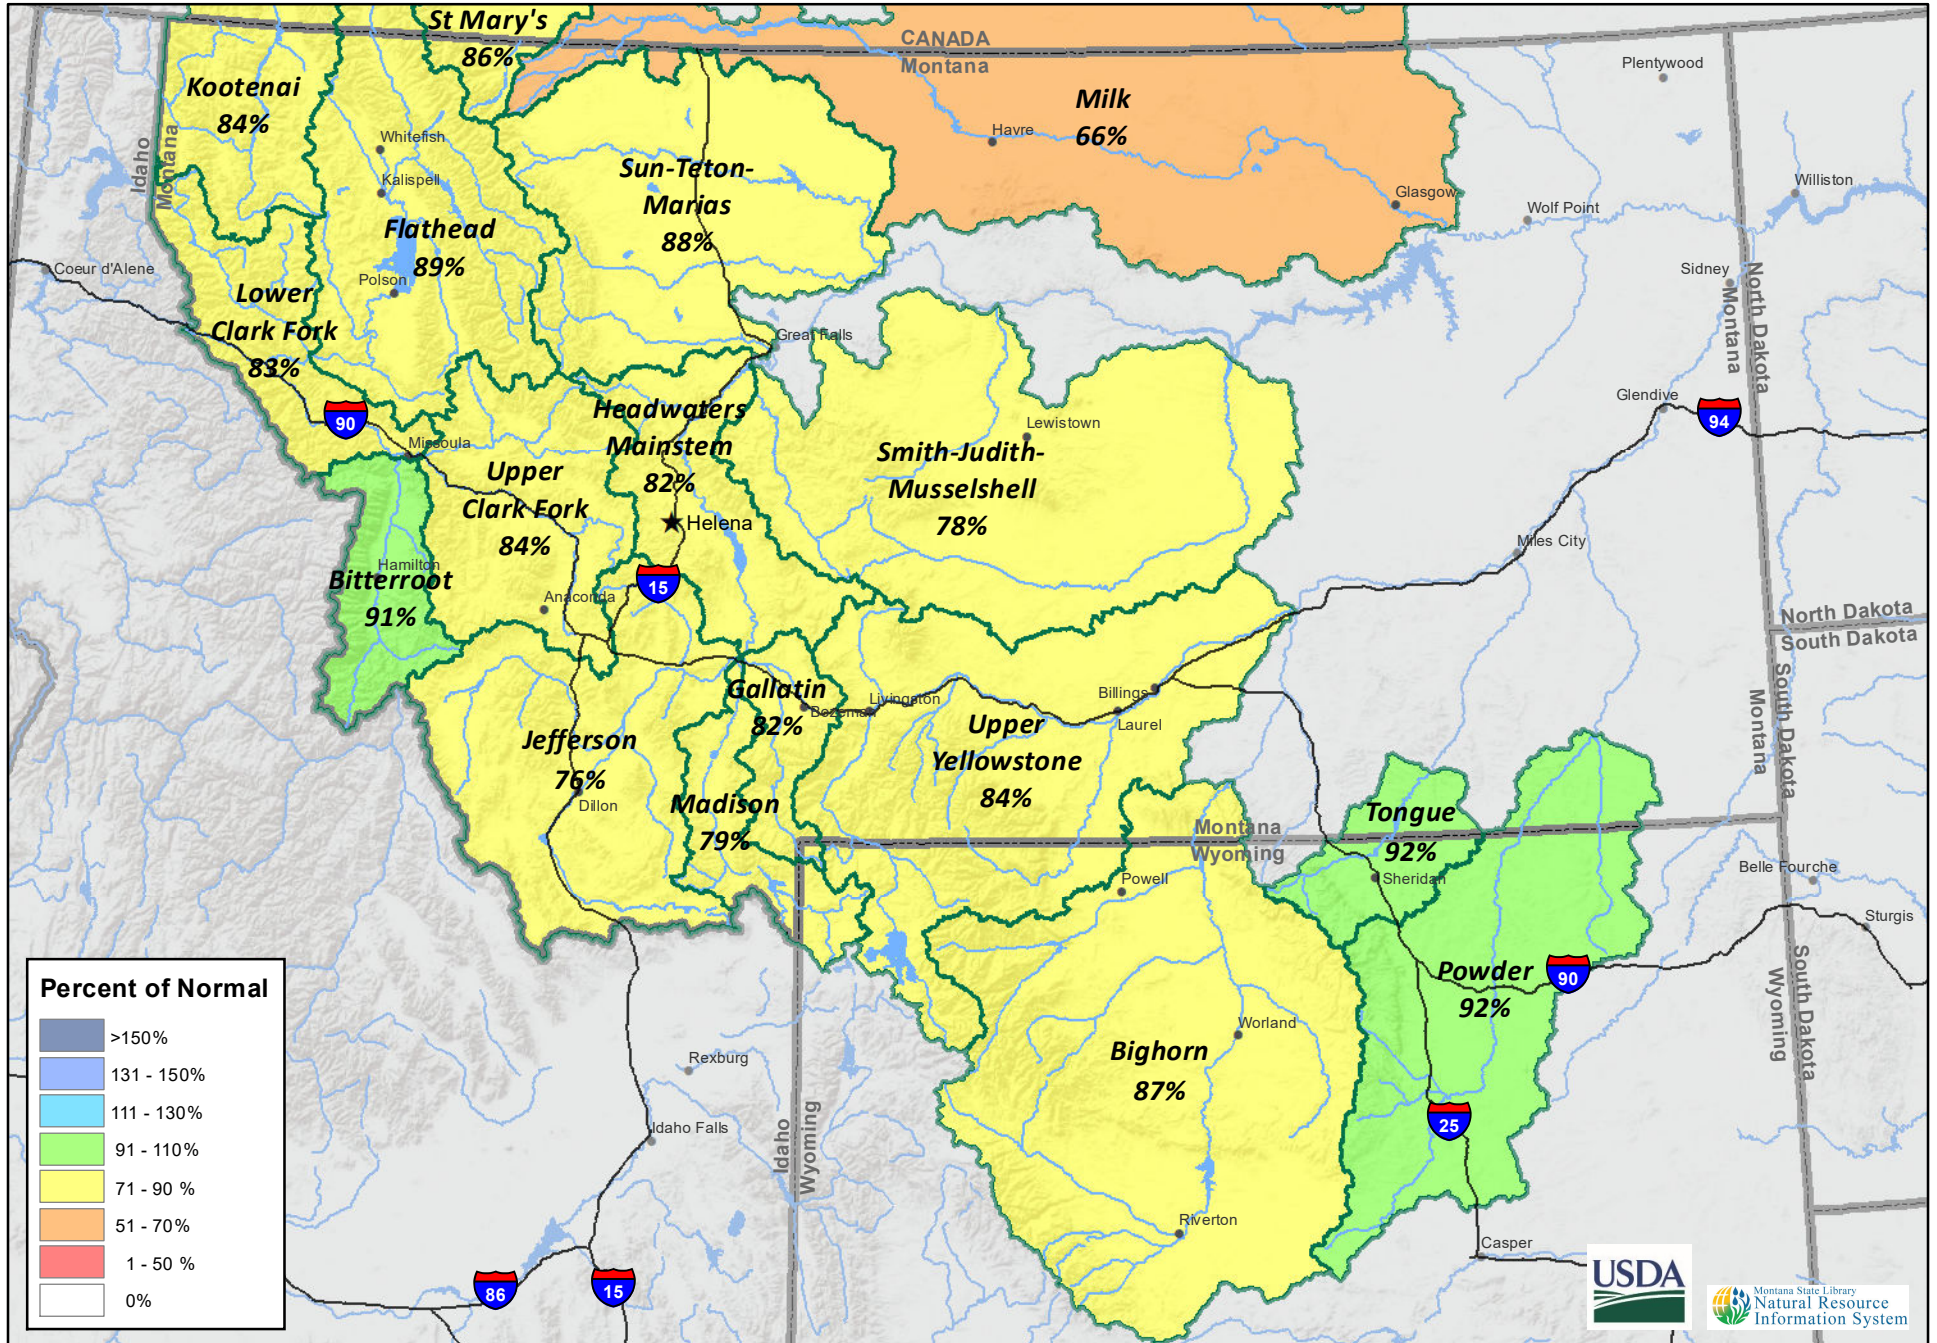 St Mary's
86%
CANADA
Montana
Plentywood
Kootenai
84%
Milk
66%
Whitefish
Havre
Idaho
Montana
Kalispell
Sun-Teton-
Marias
88%
Glasgow
Williston
Wolf Point
Flathead
89%
Coeur d'Alene
Polson
Sidney
Montana
North Dakota
Lower
Clark Fork
83%
Great Falls
90
Headwaters
Mainstem
82%
Lewistown
Glendive
94
Missoula
Upper
Clark Fork
84%
Smith-Judith-
Musselshell
78%
Helena
Miles City
Hamilton
Bitterroot
91%
Anaconda
15
North Dakota
South Dakota
Gallatin
82%
Bozeman
Livingston
Billings
Laurel
Montana
South Dakota
Jefferson
76%
Dillon
Upper
Yellowstone
84%
Madison
79%
Montana
Wyoming
Tongue
92%
Sheridan
Powell
Belle Fourche
Sturgis
Powder
92%
90
Wyoming
South Dakota
Worland
Bighorn
87%
Rexburg
Idaho Falls
Idaho
Wyoming
25
Riverton
Casper
86
15
Percent of Normal
>150%
131 - 150%
111 - 130%
91 - 110%
71 - 90 %
51 - 70%
1 - 50 %
0%
USDA
Montana State Library
Natural Resource
Information System